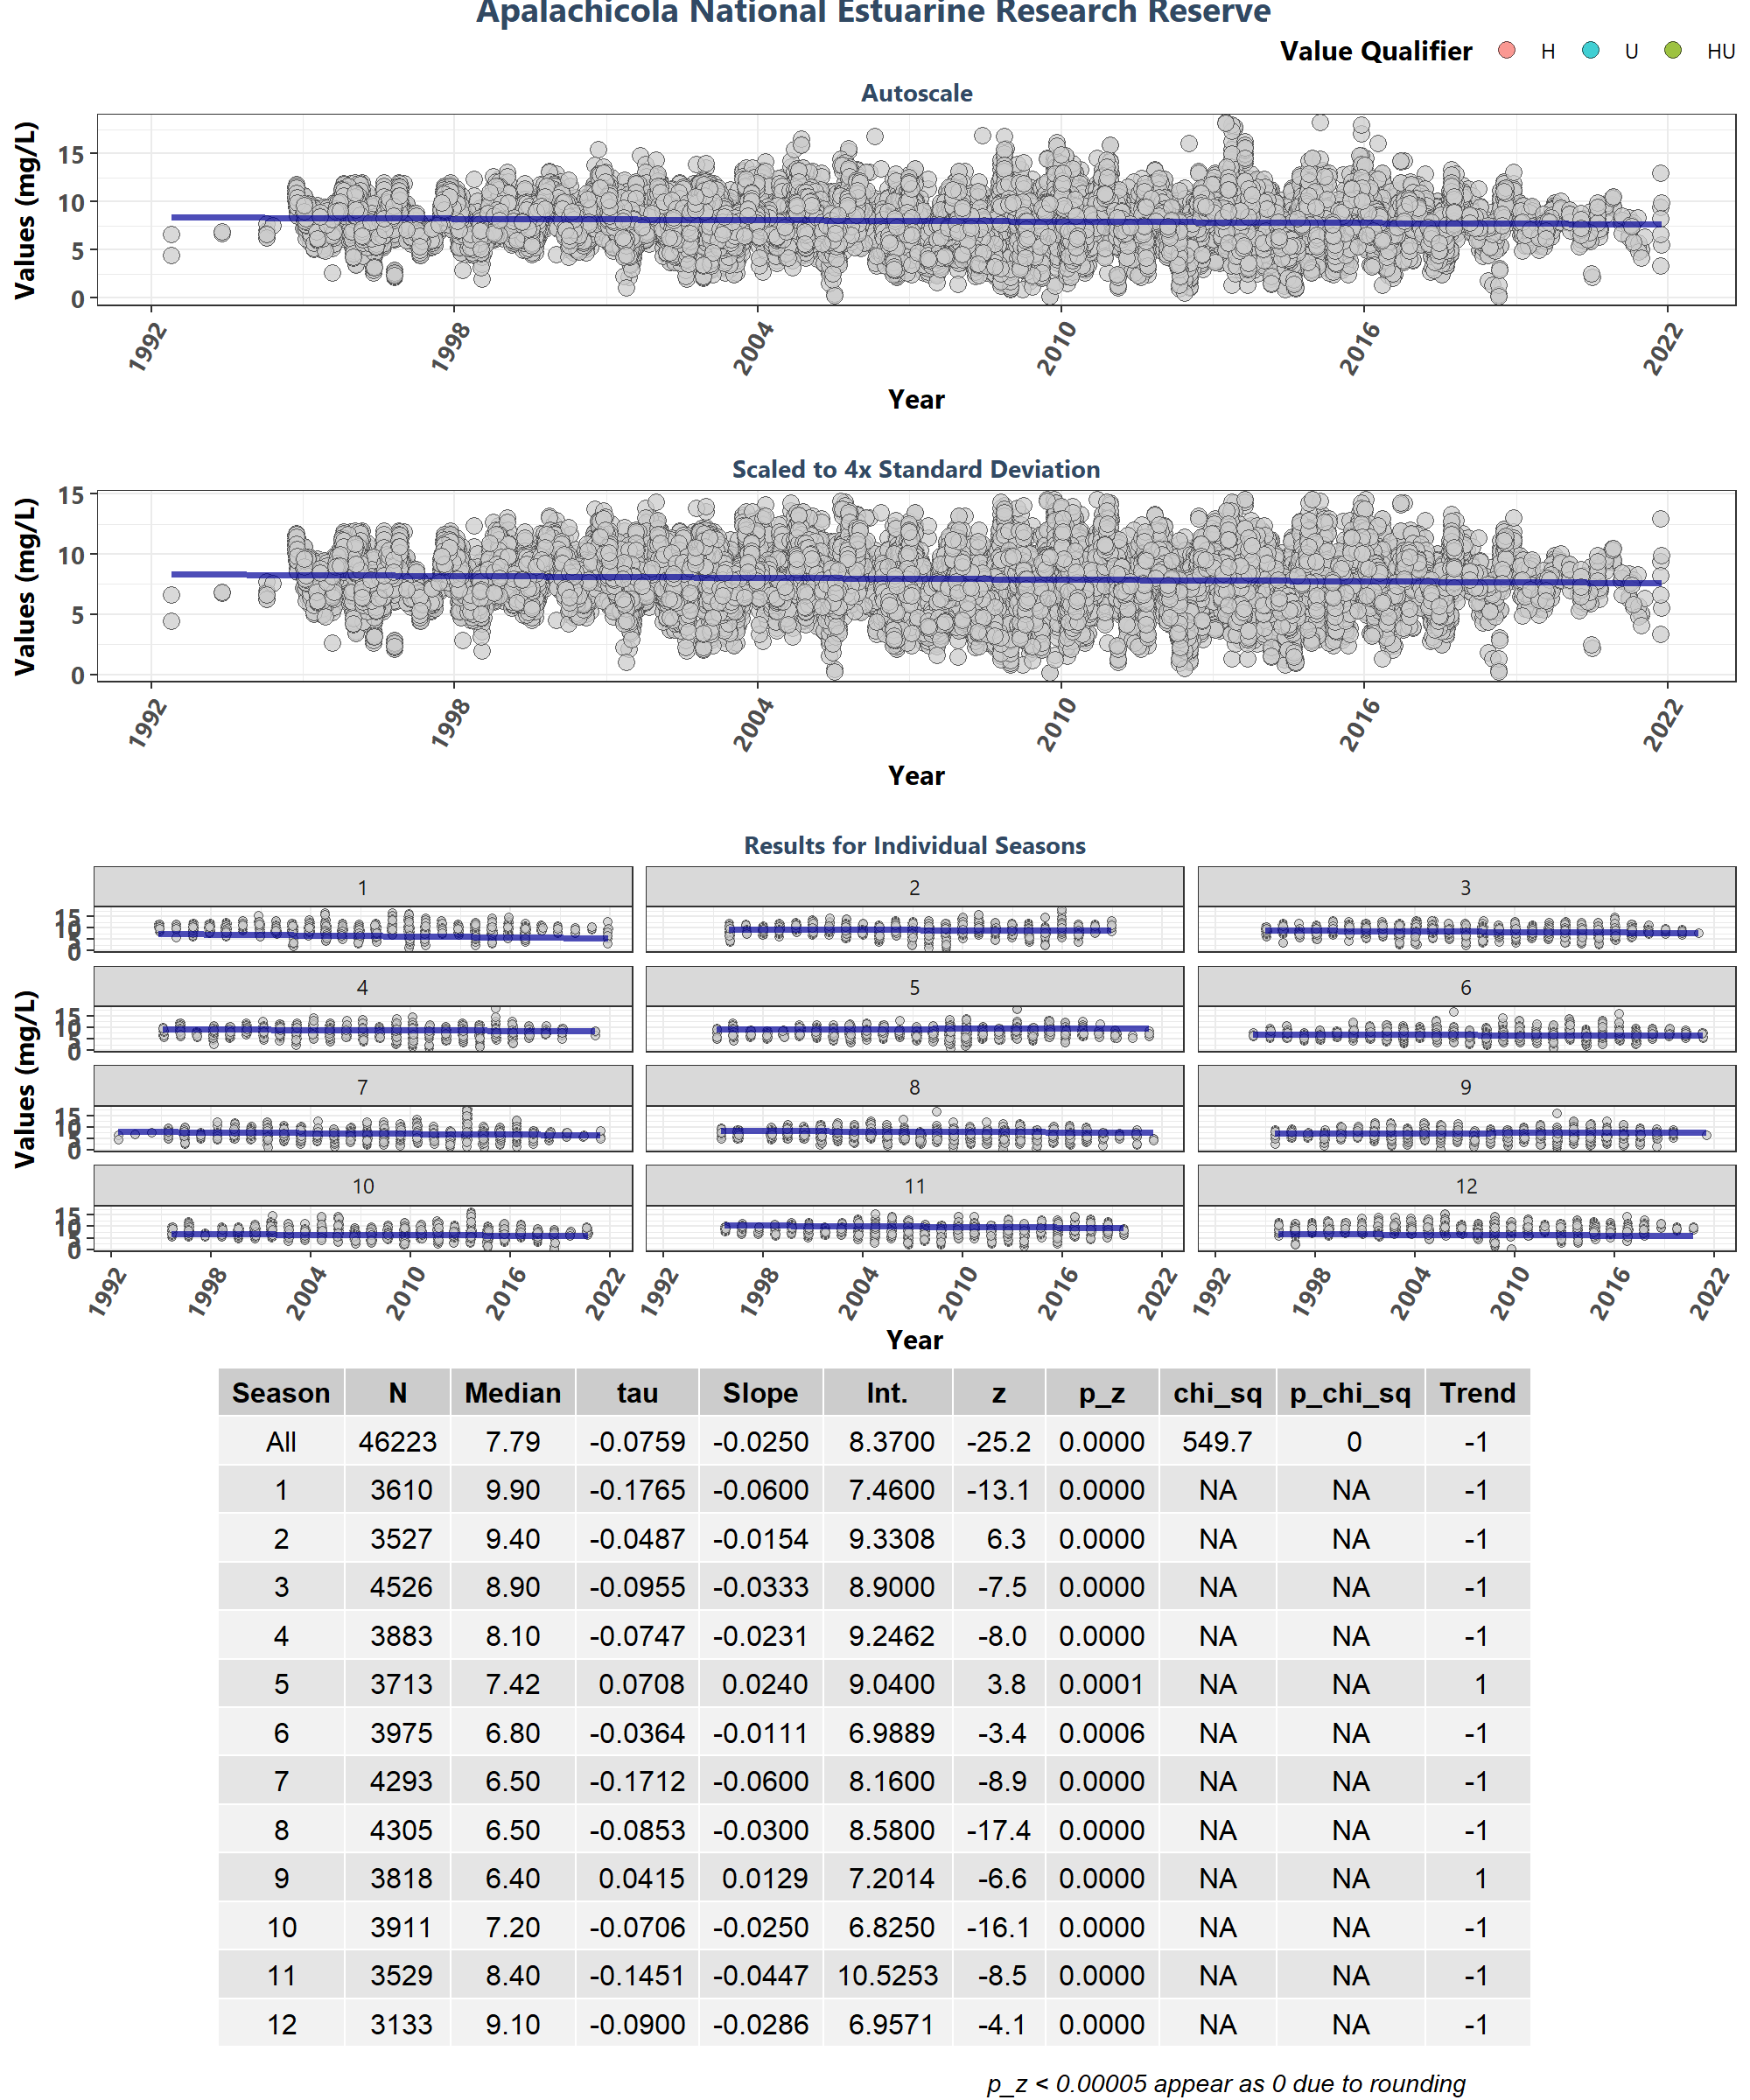 Apalachicola National Estuarine Research Reserve
Value Qualifier H U HU
Autoscale
Values (mg/L)
15
10
5
0
1992 1998 2004 2010 2016 2022
Year
Scaled to 4x Standard Deviation
Values (mg/L)
15
10
5
0
1992 1998 2004 2010 2016 2022
Year
Results for Individual Seasons
Values (mg/L)
1 2 3
15
10
5
0
4 5 6
15
10
5
0
7 8 9
15
10
5
0
10 11 12
15
10
5
0
1992 1998 2004 2010 2016 2022 1992 1998 2004 2010 2016 2022 1992 1998 2004 2010 2016 2022
Year
Season N Median tau Slope Int. z p_z chi_sq p_chi_sq Trend
All 46223 7.79 -0.0759 -0.0250 8.3700 -25.2 0.0000 549.7 0 -1
1 3610 9.90 -0.1765 -0.0600 7.4600 -13.1 0.0000 NA NA -1
2 3527 9.40 -0.0487 -0.0154 9.3308 6.3 0.0000 NA NA -1
3 4526 8.90 -0.0955 -0.0333 8.9000 -7.5 0.0000 NA NA -1
4 3883 8.10 -0.0747 -0.0231 9.2462 -8.0 0.0000 NA NA -1
5 3713 7.42 0.0708 0.0240 9.0400 3.8 0.0001 NA NA 1
6 3975 6.80 -0.0364 -0.0111 6.9889 -3.4 0.0006 NA NA -1
7 4293 6.50 -0.1712 -0.0600 8.1600 -8.9 0.0000 NA NA -1
8 4305 6.50 -0.0853 -0.0300 8.5800 -17.4 0.0000 NA NA -1
9 3818 6.40 0.0415 0.0129 7.2014 -6.6 0.0000 NA NA 1
10 3911 7.20 -0.0706 -0.0250 6.8250 -16.1 0.0000 NA NA -1
11 3529 8.40 -0.1451 -0.0447 10.5253 -8.5 0.0000 NA NA -1
12 3133 9.10 -0.0900 -0.0286 6.9571 -4.1 0.0000 NA NA -1
p_z < 0.00005 appear as 0 due to rounding